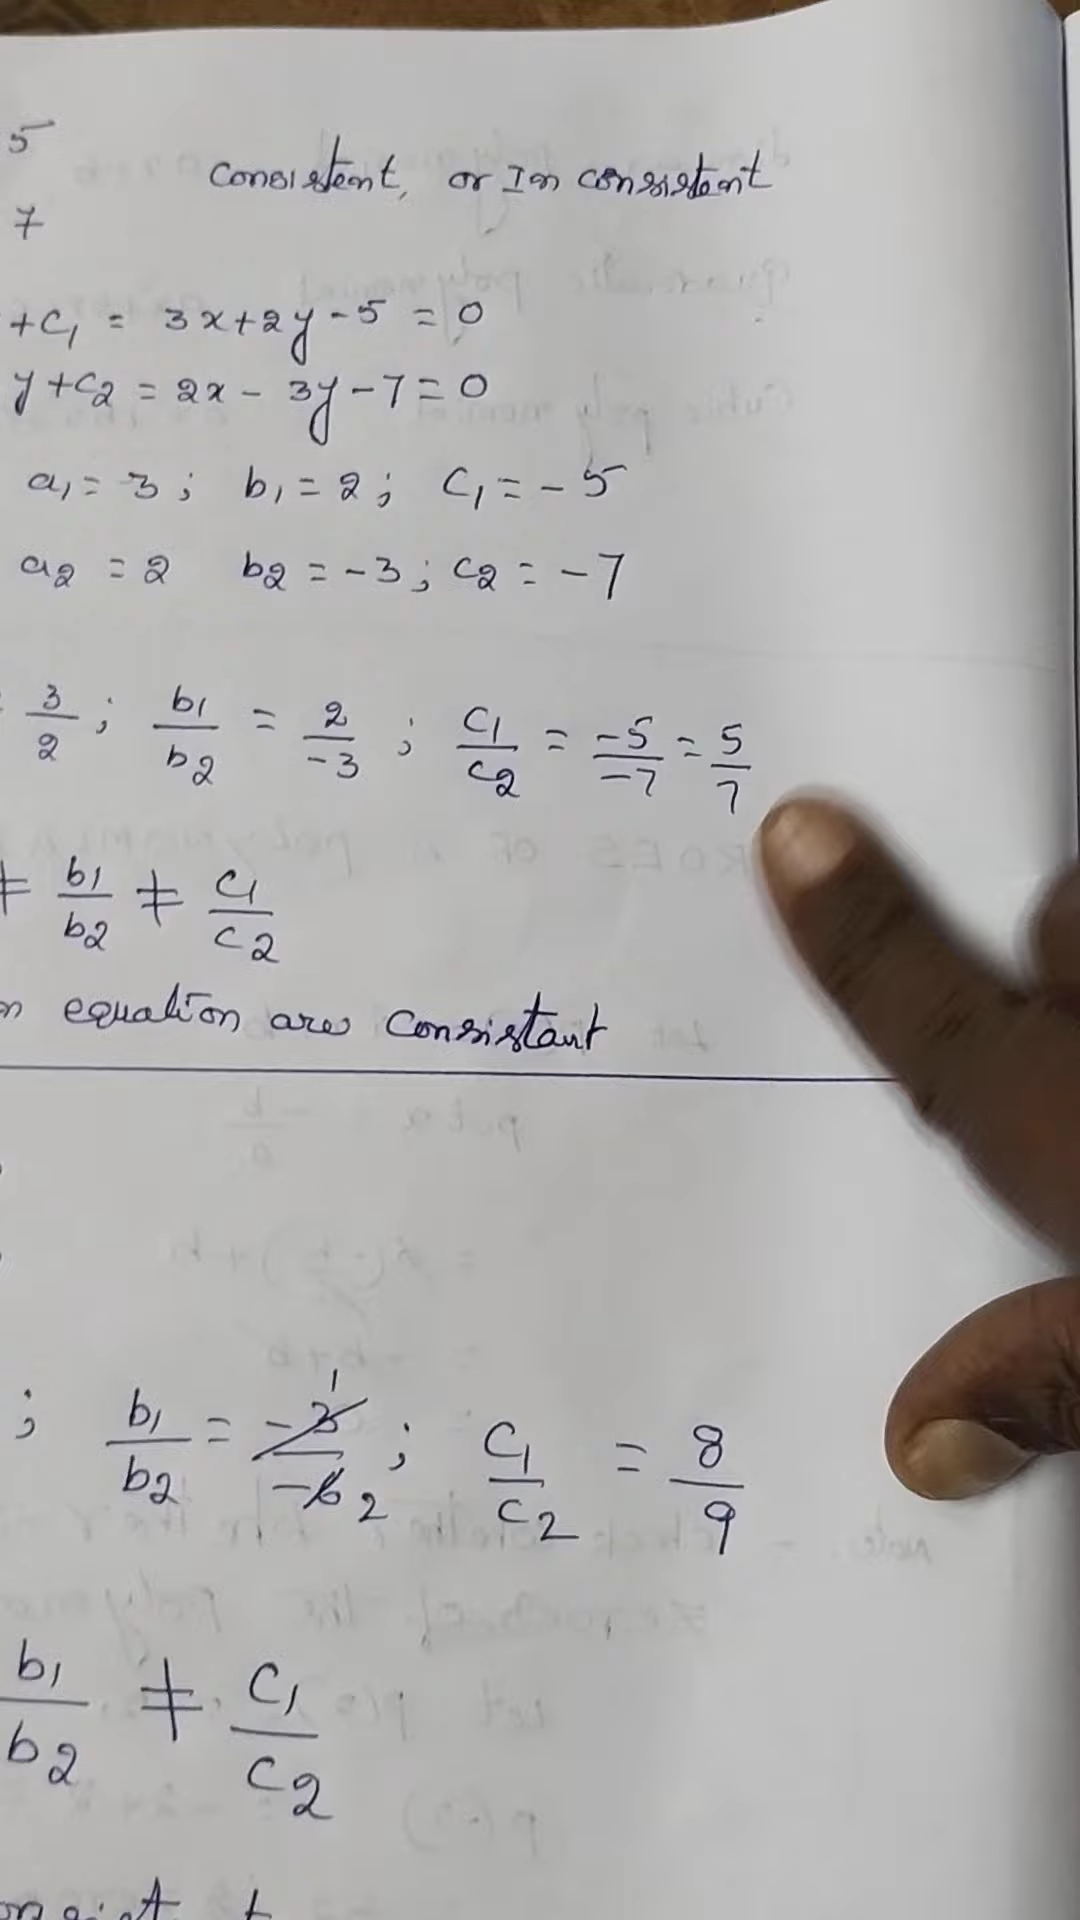 5
consistent, or In consistent
7
+c₁ = 3x+2y-5 = 0
y+c2 = 2x - 3y-7=0
a₁= 3 ; b₁ = 2 ; C₁ = - 5
a2 = 2 b2 = -3 ; c2 = -7
3/2 ; b₁/b2 = 2/-3 ; C₁/c2 = -5/-7 = 5/7
≠ b₁/b2 ≠ C₁/c2
n equation are consistant
; b₁/b2 = -3/-6 1 2 ; C₁/c2 = 8/9
b₁/b2 ≠ C₁/c2